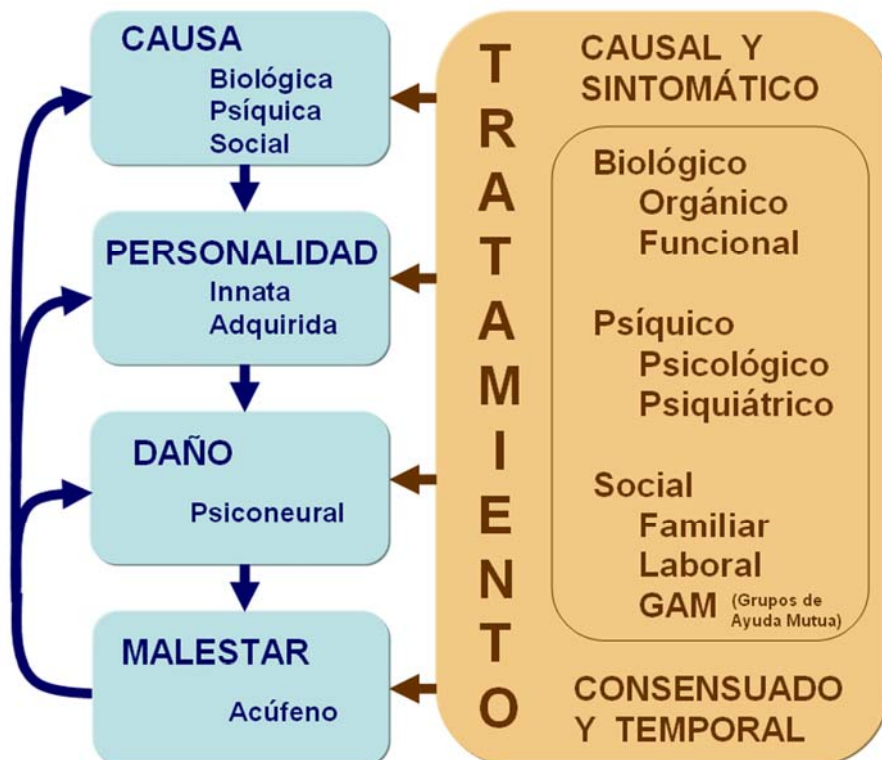 CAUSA
Biológica
Psíquica
Social
PERSONALIDAD
Innata
Adquirida
DAÑO
Psiconeural
MALESTAR
Acúfeno
TRATAMIENTO
CAUSAL Y
SINTOMÁTICO
Biológico
Orgánico
Funcional
Psíquico
Psicológico
Psiquiátrico
Social
Familiar
Laboral
GAM (Grupos de
Ayuda Mutua)
CONSENSUADO
Y TEMPORAL